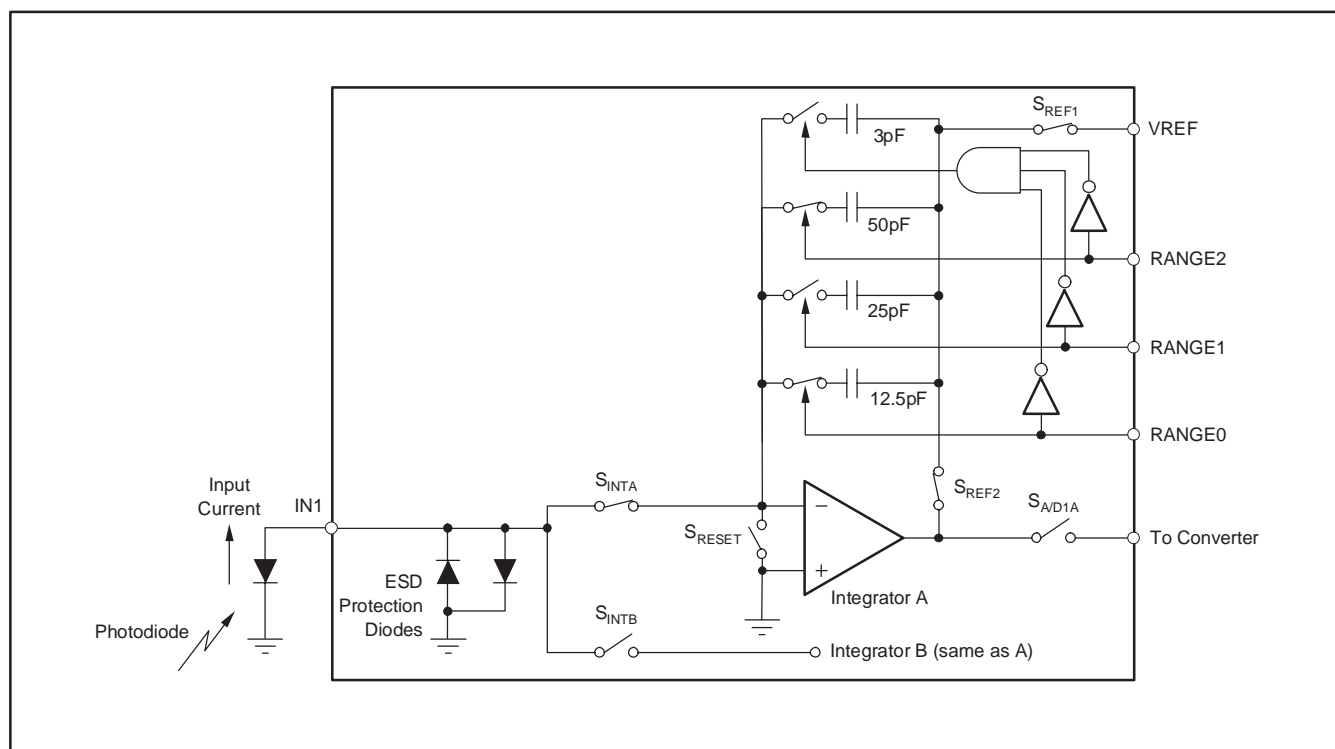 S_REF1
VREF
3pF
50pF
RANGE2
25pF
RANGE1
12.5pF
RANGE0
Input
Current
IN1
S_INTA
S_REF2
S_A/D1A
S_RESET
−
+
To Converter
ESD
Protection
Diodes
Integrator A
Photodiode
S_INTB
Integrator B (same as A)